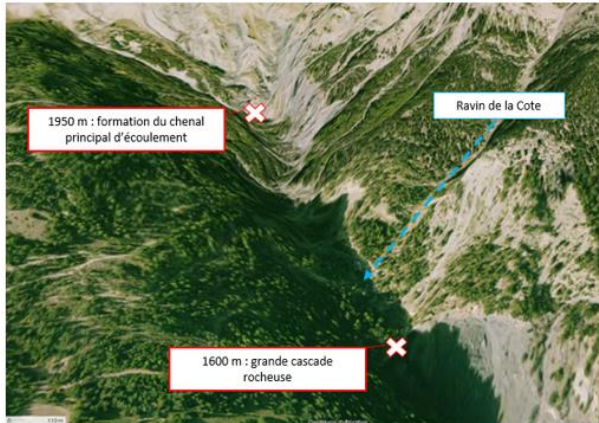 1950 m : formation du chenal
principal d’écoulement
Ravin de la Cote
1600 m : grande cascade
rocheuse